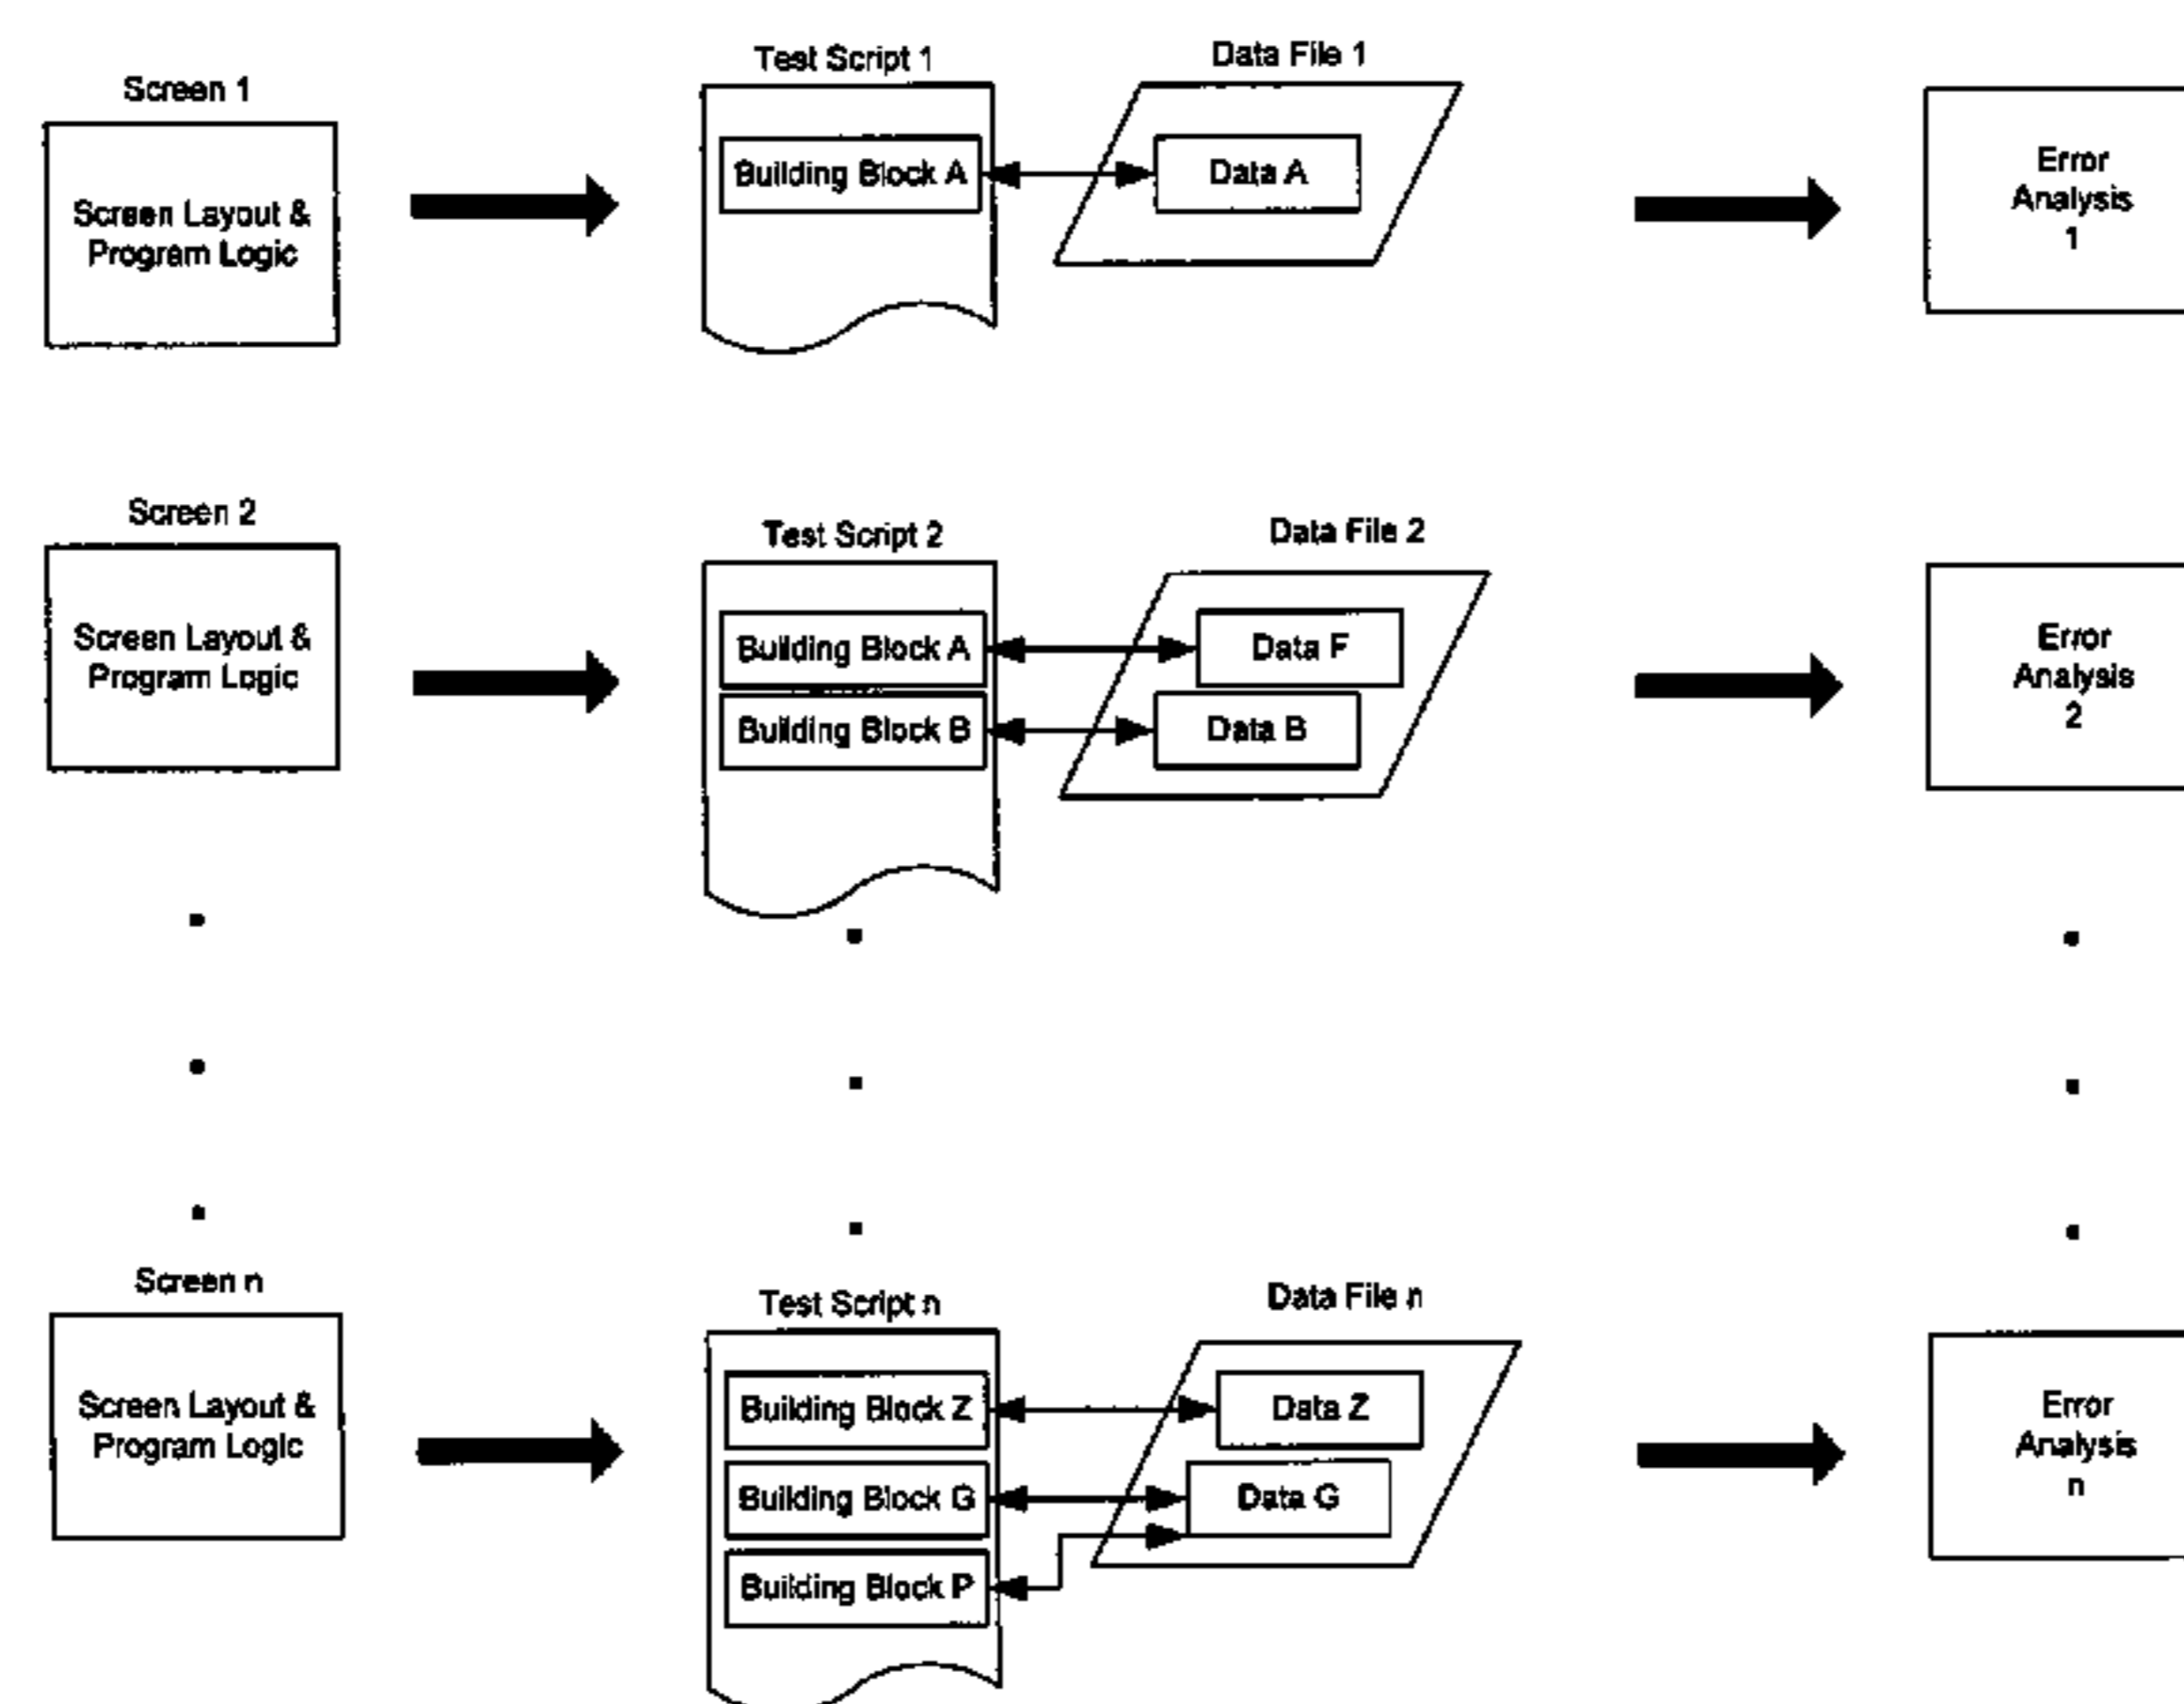 Screen 1
Screen Layout &
Program Logic
Test Script 1
Building Block A
Data File 1
Data A
Error
Analysis
1
Screen 2
Screen Layout &
Program Logic
Test Script 2
Building Block A
Building Block B
Data File 2
Data F
Data B
Error
Analysis
2
Screen n
Screen Layout &
Program Logic
Test Script n
Building Block Z
Building Block G
Building Block P
Data File n
Data Z
Data G
Error
Analysis
n